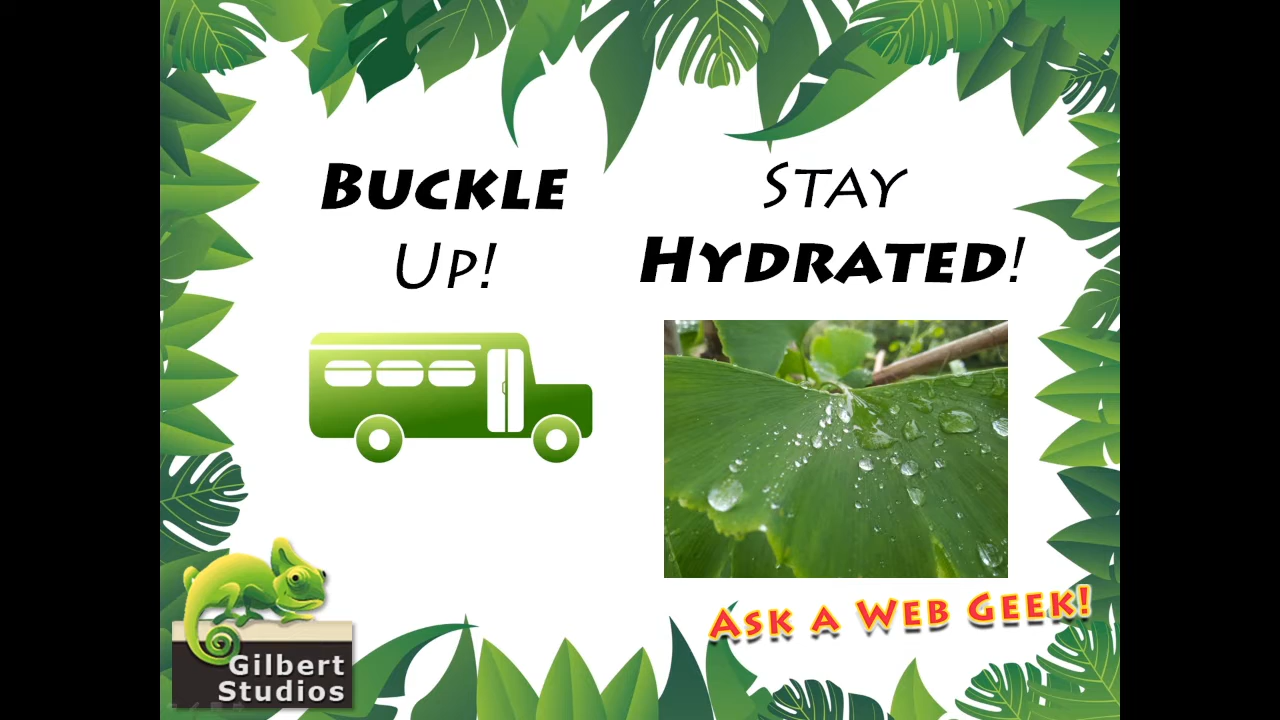 BUCKLE
UP!
STAY
HYDRATED!
ASK A WEB GEEK!
Gilbert
Studios